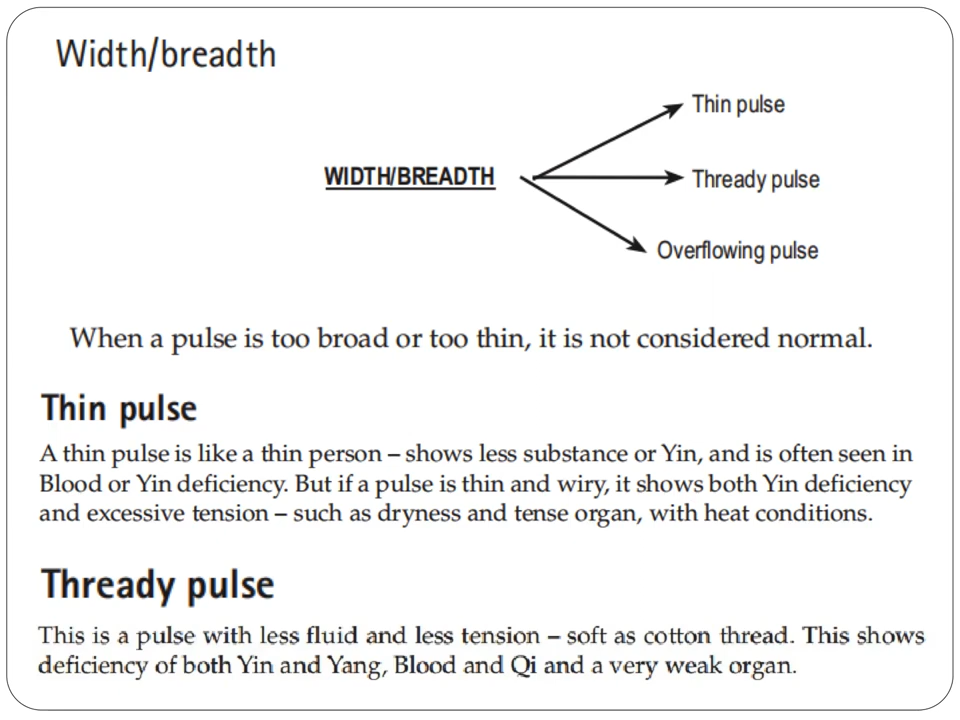 Width/breadth
Thin pulse
WIDTH/BREADTH
Thready pulse
Overflowing pulse
When a pulse is too broad or too thin, it is not considered normal.
Thin pulse
A thin pulse is like a thin person – shows less substance or Yin, and is often seen in
Blood or Yin deficiency. But if a pulse is thin and wiry, it shows both Yin deficiency
and excessive tension – such as dryness and tense organ, with heat conditions.
Thready pulse
This is a pulse with less fluid and less tension – soft as cotton thread. This shows
deficiency of both Yin and Yang, Blood and Qi and a very weak organ.